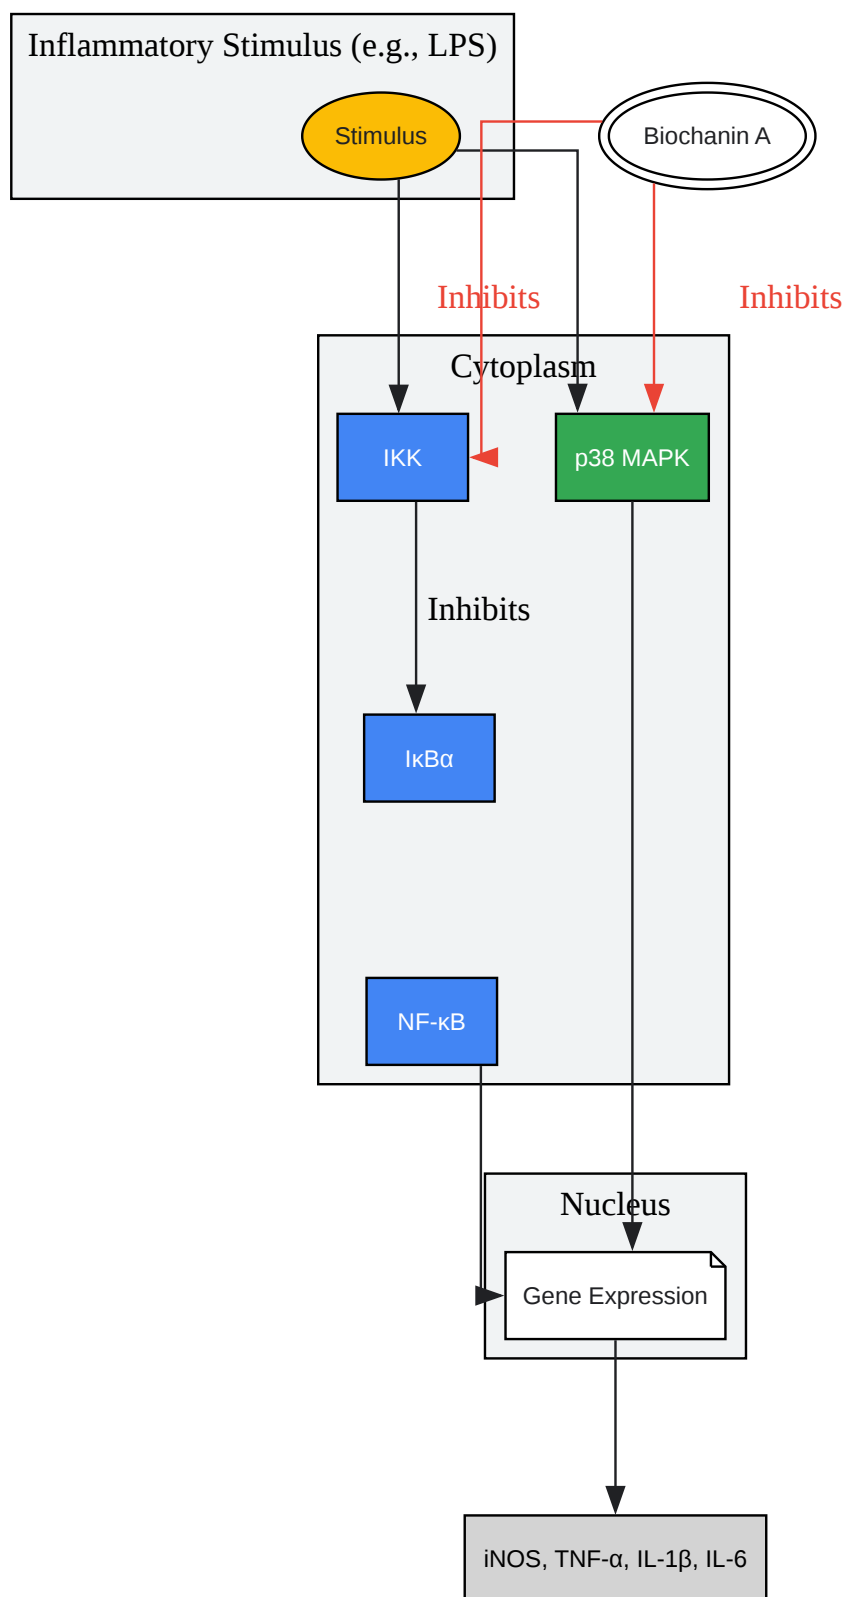 Inflammatory Stimulus (e.g., LPS)
Stimulus
Biochanin A
Inhibits
Inhibits
Cytoplasm
IKK
p38 MAPK
Inhibits
IκBα
NF-κB
Nucleus
Gene Expression
iNOS, TNF-α, IL-1β, IL-6